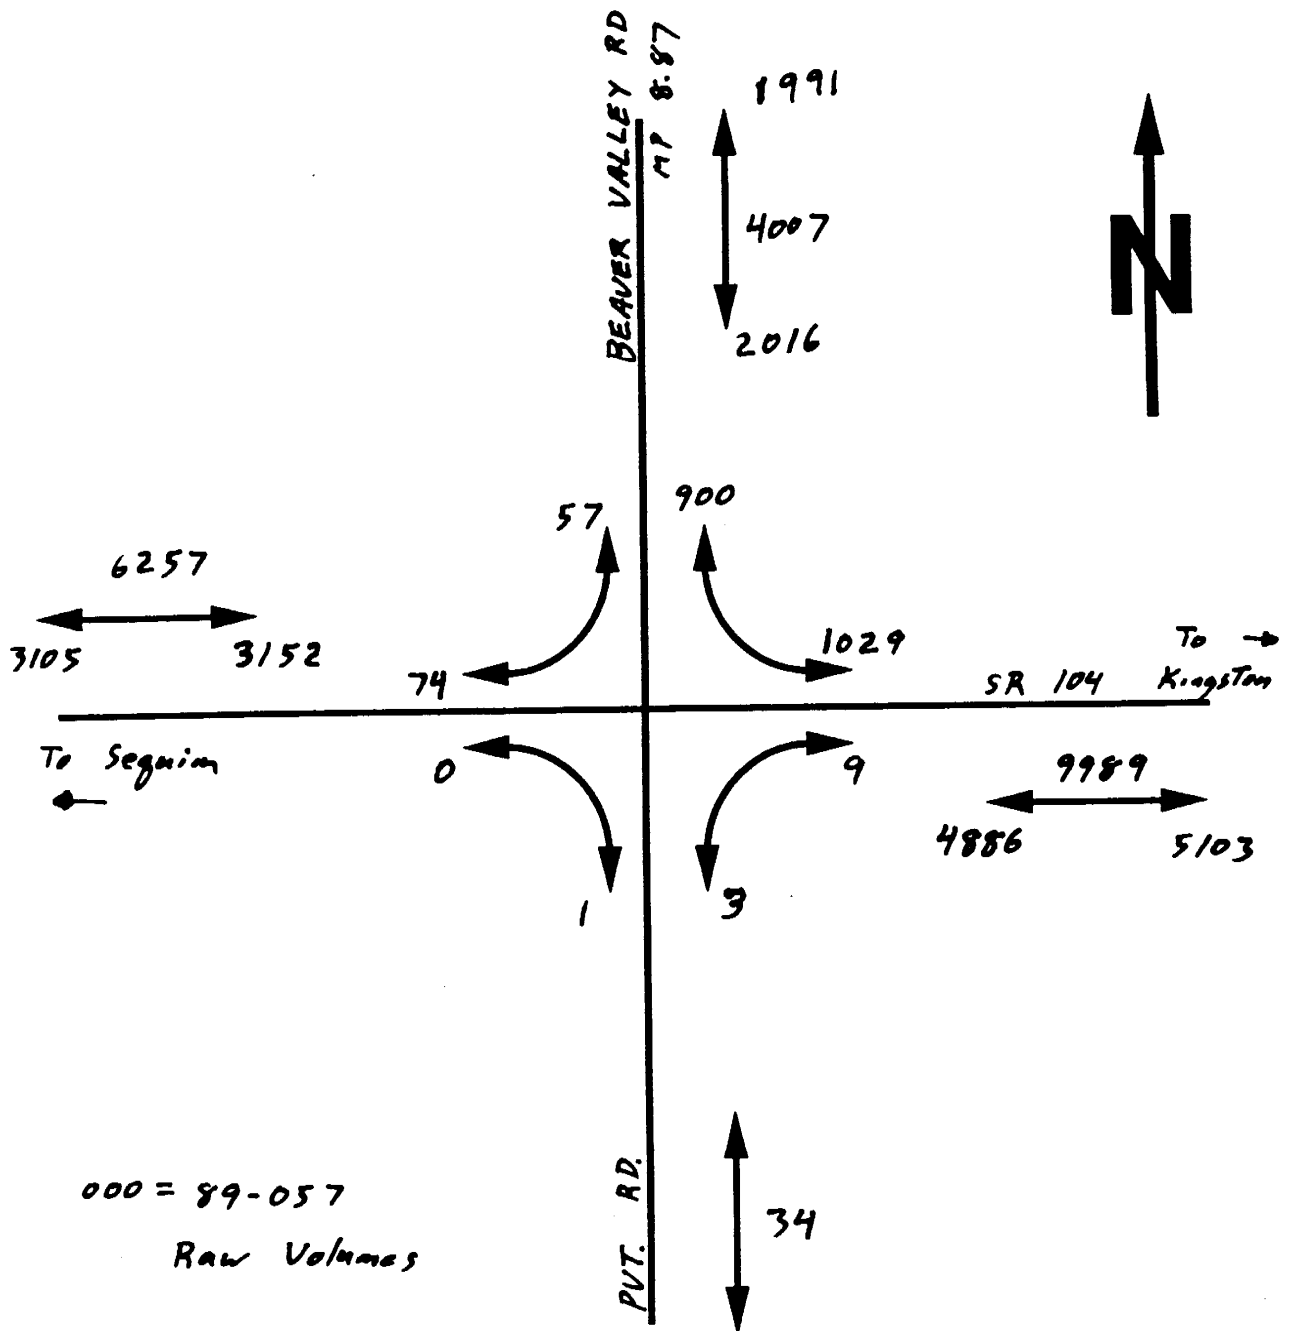 BEAVER VALLEY RD
MP 8.87
1991
4007
2016
N
57
900
6257
3105
3152
74
1029
SR 104
To →
Kingston
To Sequim
←
0
9
9989
4886
5103
1
3
000 = 89-057
Raw Volumes
PVT. RD.
34